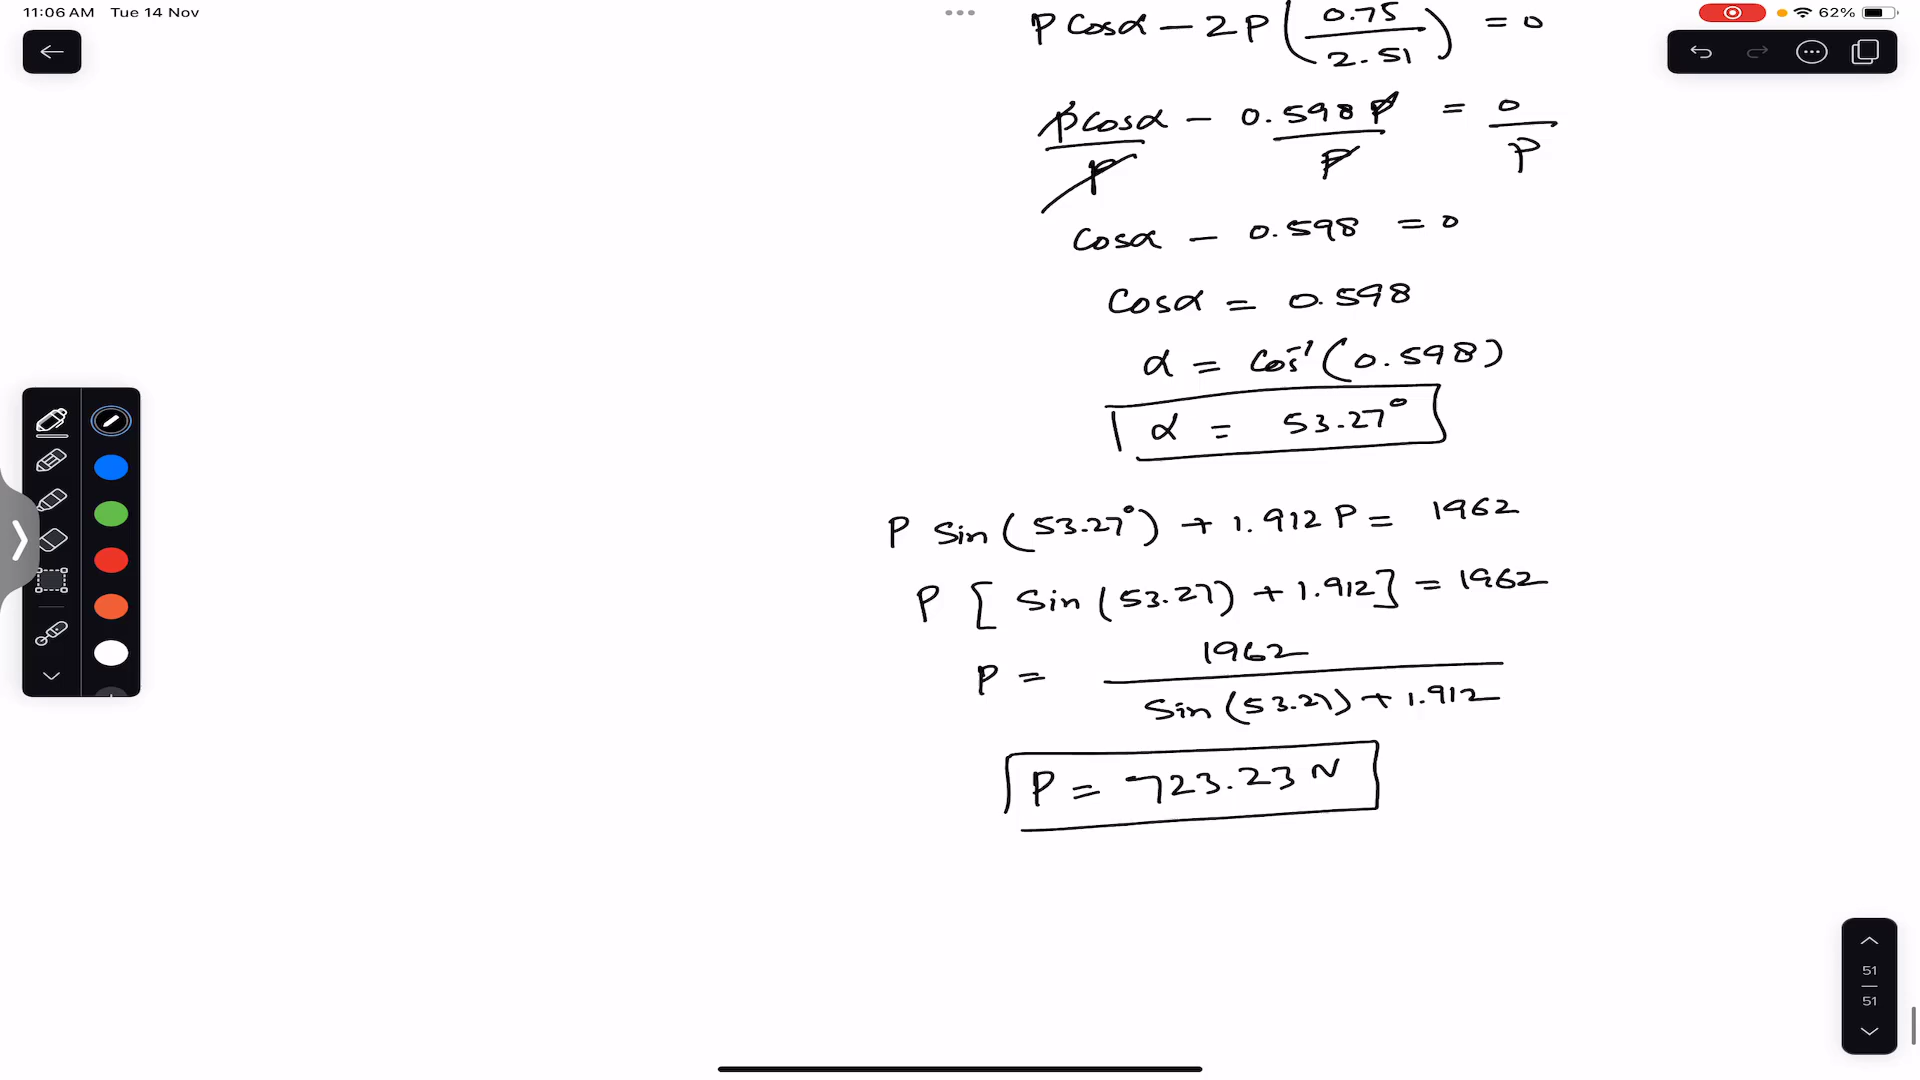 11:06 AM Tue 14 Nov
62%
P Cosα − 2P (0.75 / 2.51) = 0
P Cosα / P − 0.598 P / P = 0 / P
Cosα − 0.598 = 0
Cosα = 0.598
α = Cos⁻¹ (0.598)
α = 53.27°
P Sin (53.27°) + 1.912 P = 1962
P [ Sin (53.27) + 1.912 ] = 1962
P = 1962 / Sin (53.27) + 1.912
P = 723.23 N
51
51